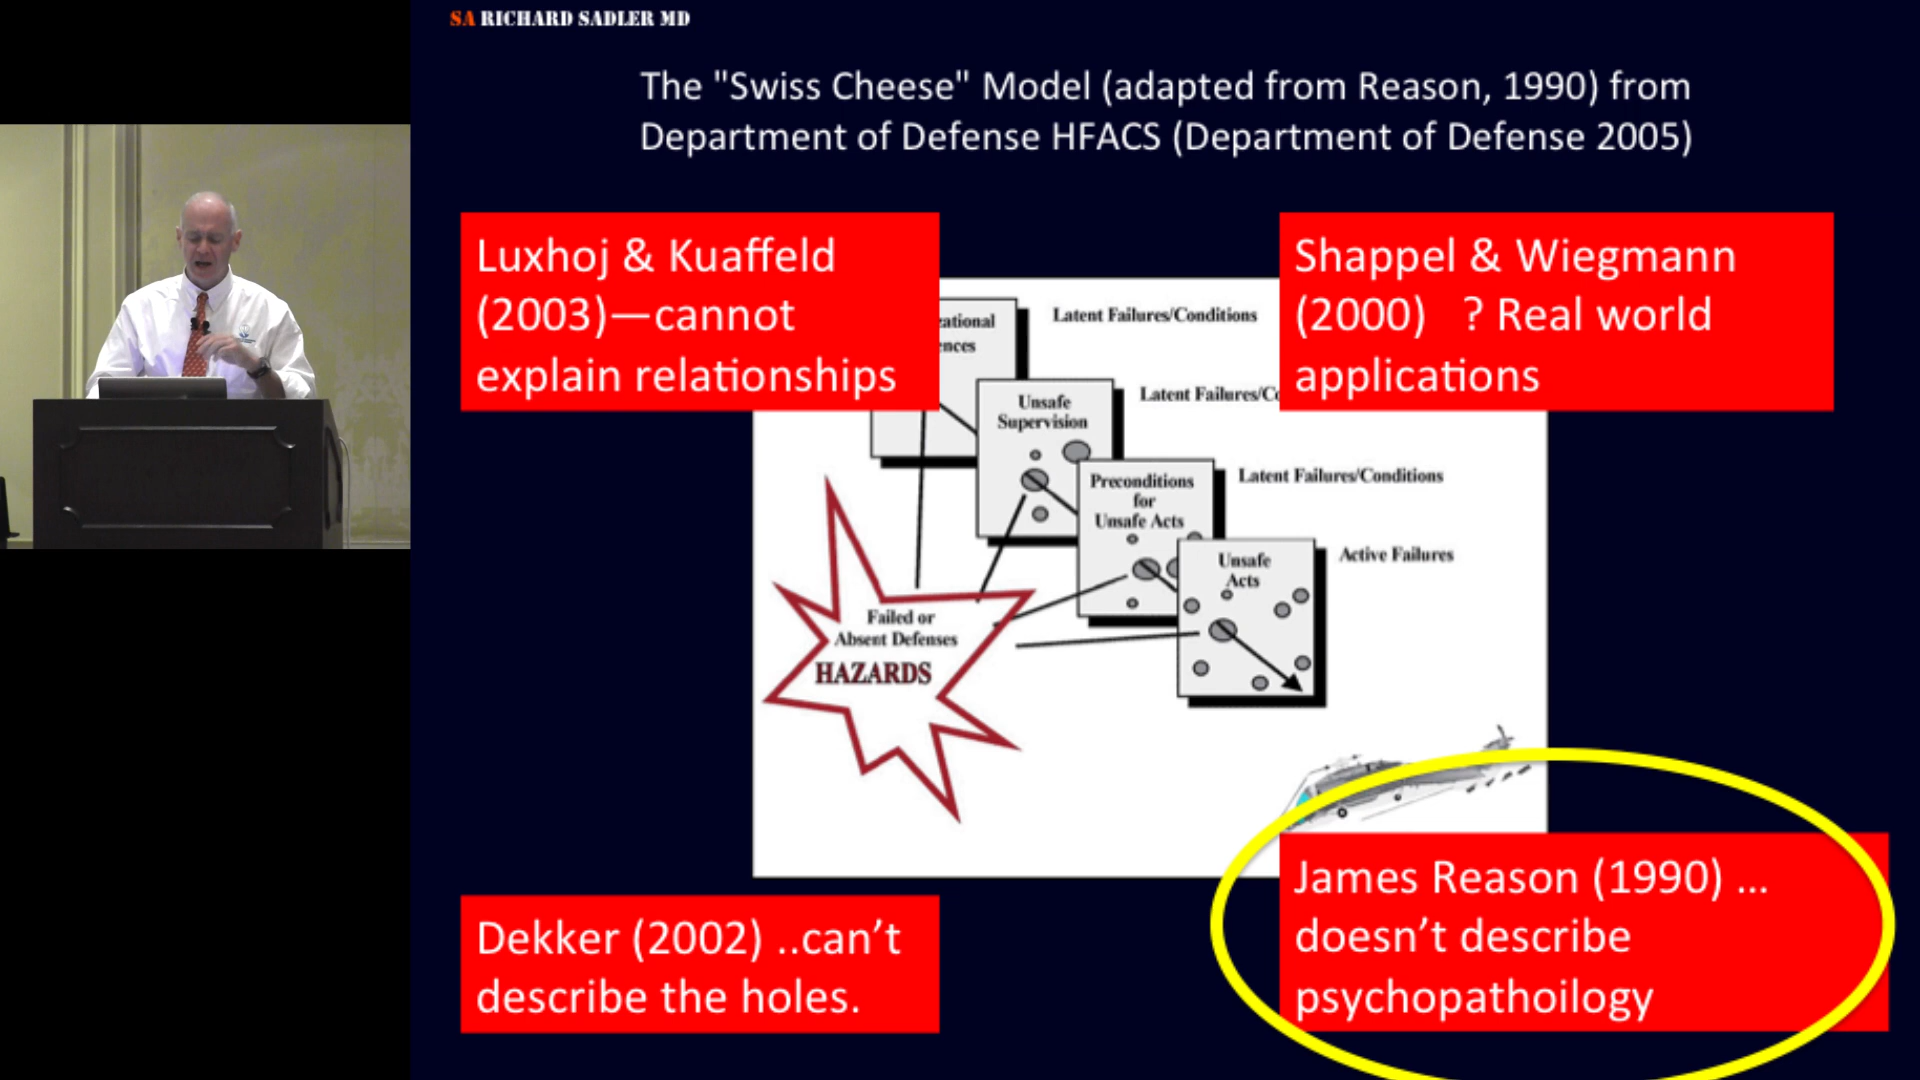 SA RICHARD SADLER MD
The "Swiss Cheese" Model (adapted from Reason, 1990) from
Department of Defense HFACS (Department of Defense 2005)
Luxhoj & Kuaffeld
(2003)—cannot
explain relationships
Shappel & Wiegmann
(2000) ? Real world
applications
zational
ences
Latent Failures/Conditions
Unsafe
Supervision
Latent Failures/Co
Preconditions
for
Unsafe Acts
Latent Failures/Conditions
Unsafe
Acts
Active Failures
Failed or
Absent Defenses
HAZARDS
Dekker (2002) ..can't
describe the holes.
James Reason (1990) ...
doesn't describe
psychopathoilogy